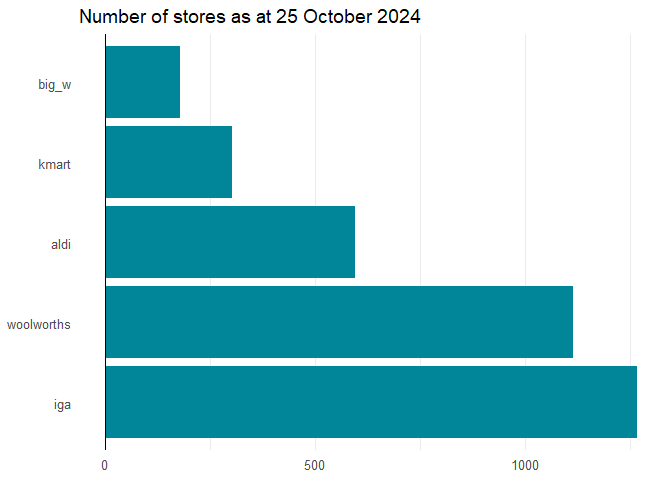 Number of stores as at 25 October 2024
big_w
kmart
aldi
woolworths
iga
0 500 1000